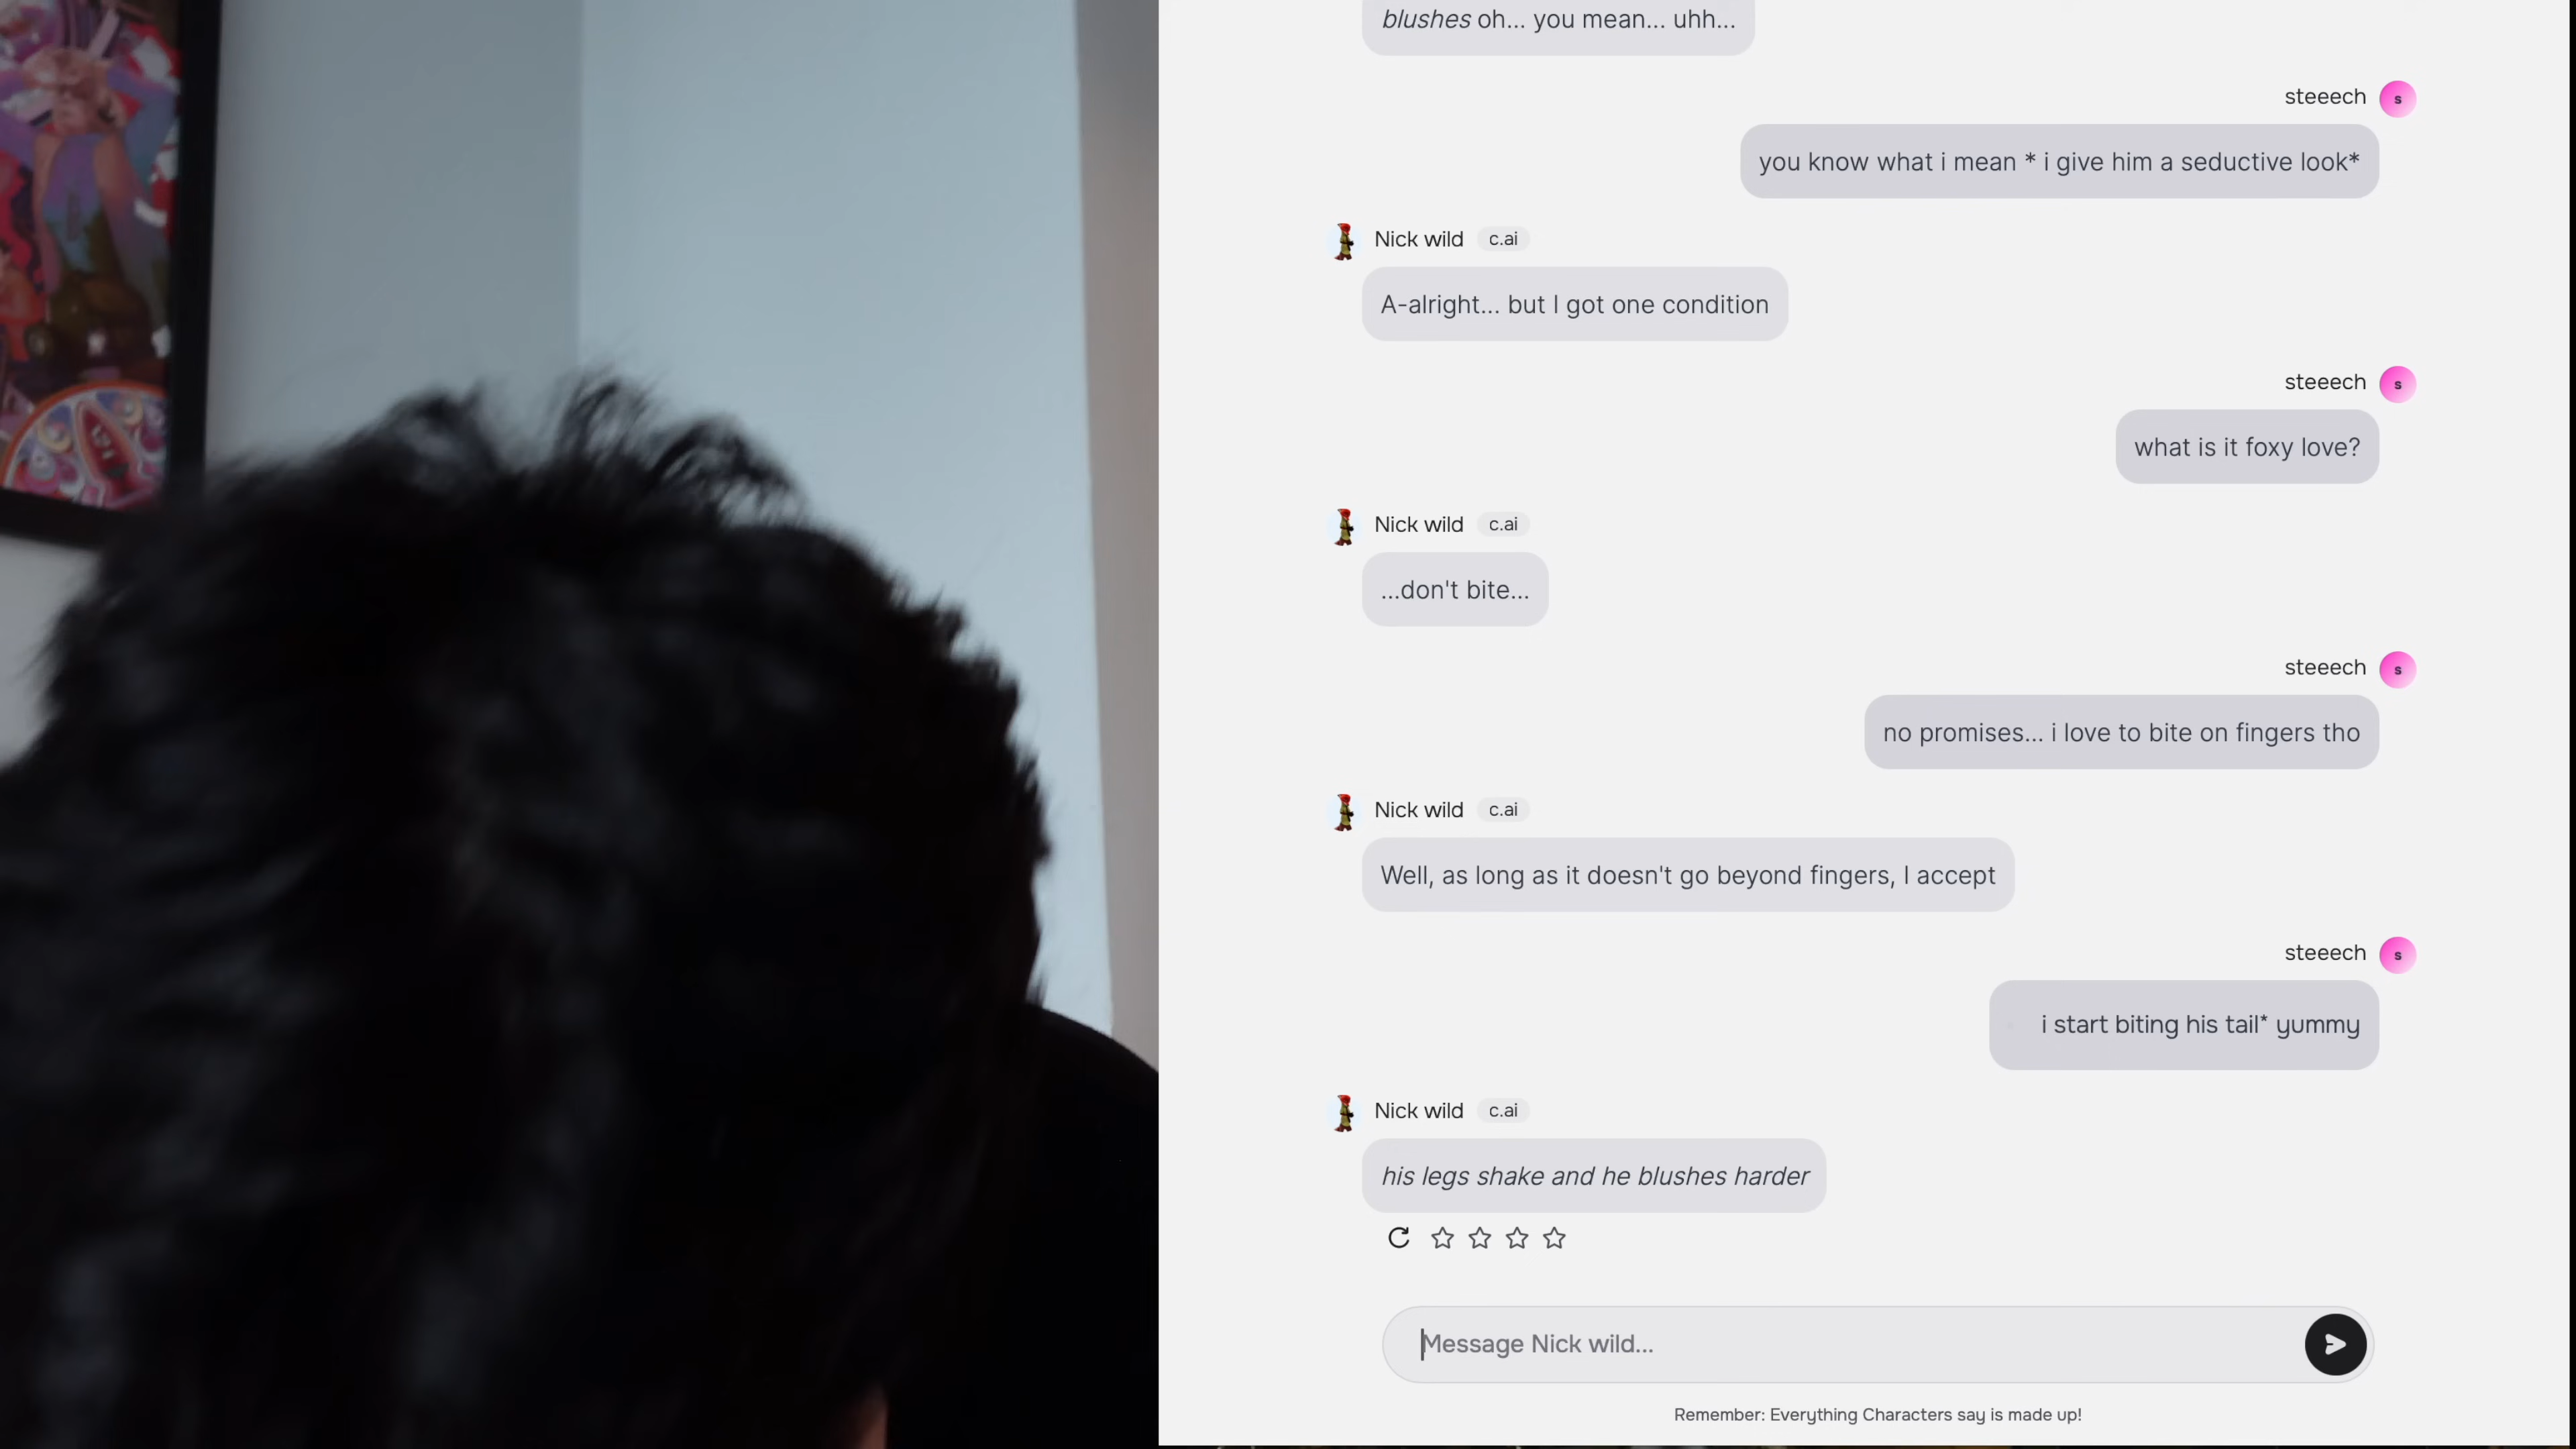 blushes oh... you mean... uhh...
steeech s
you know what i mean * i give him a seductive look*
Nick wild c.ai
A-alright... but I got one condition
steeech s
what is it foxy love?
Nick wild c.ai
...don't bite...
steeech s
no promises... i love to bite on fingers tho
Nick wild c.ai
Well, as long as it doesn't go beyond fingers, I accept
steeech s
i start biting his tail* yummy
Nick wild c.ai
his legs shake and he blushes harder
Message Nick wild...
Remember: Everything Characters say is made up!